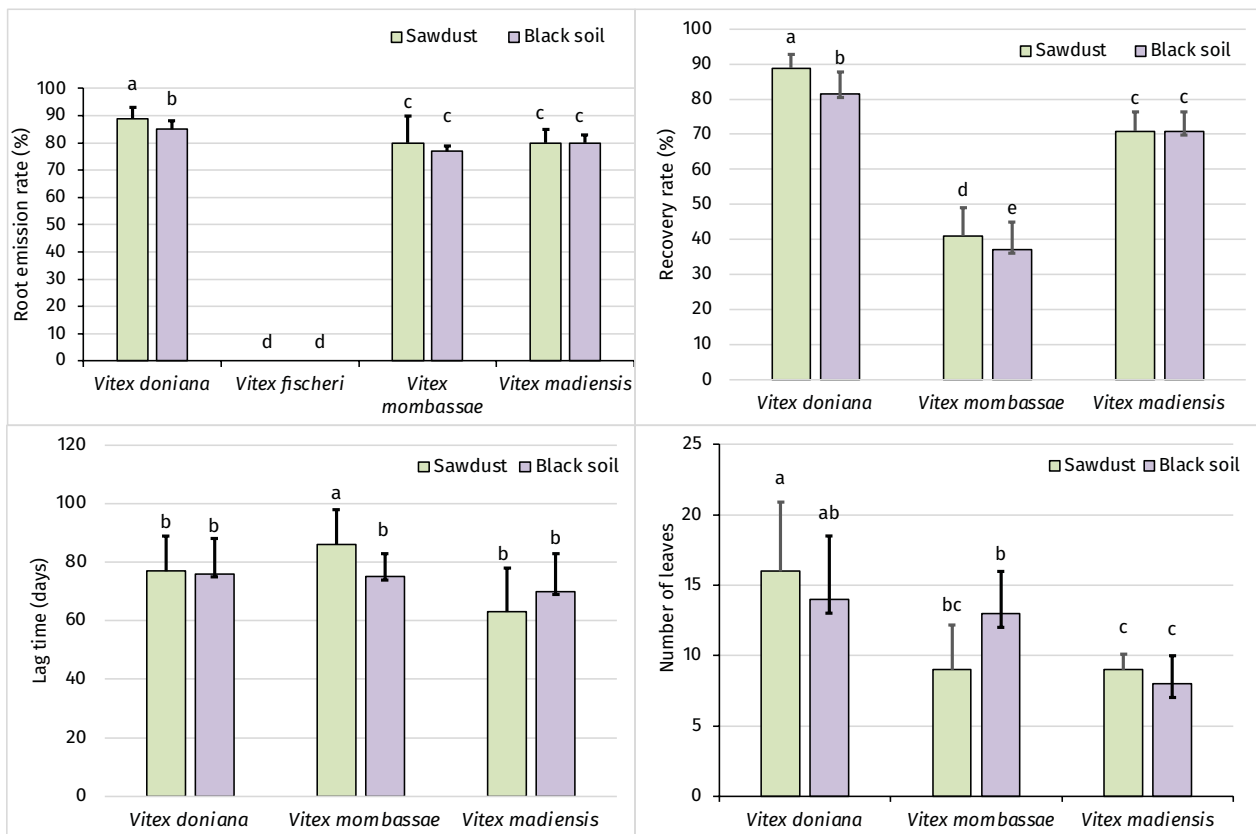 Sawdust Black soil
Root emission rate (%)
100
90
80
70
60
50
40
30
20
10
0
a
b
d
d
c
c
c
c
Vitex doniana
Vitex fischeri
Vitex
mombassae
Vitex madiensis
Sawdust Black soil
Recovery rate (%)
100
90
80
70
60
50
40
30
20
10
0
a
b
d
e
c
c
Vitex doniana
Vitex mombassae
Vitex madiensis
Sawdust Black soil
Lag time (days)
120
100
80
60
40
20
0
b
b
a
b
b
b
Vitex doniana
Vitex mombassae
Vitex madiensis
Sawdust Black soil
Number of leaves
25
20
15
10
5
0
a
ab
bc
b
c
c
Vitex doniana
Vitex mombassae
Vitex madiensis